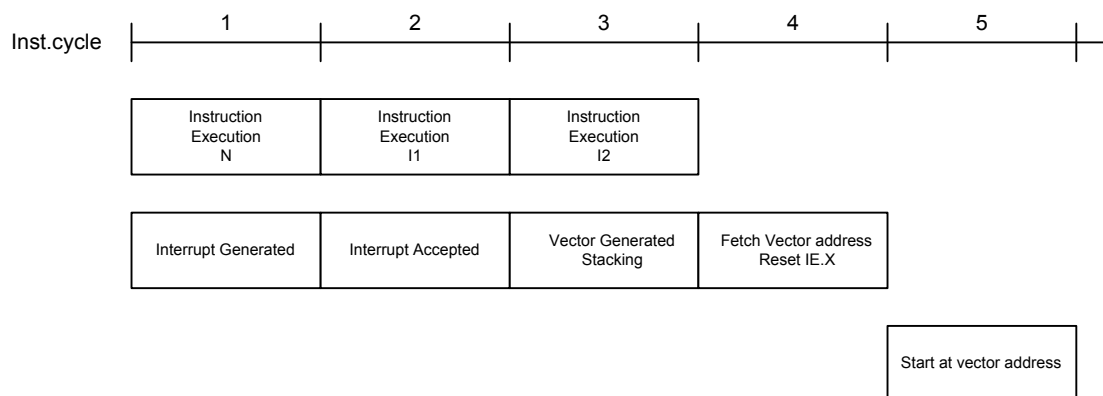 1 2 3 4 5
Inst.cycle
Instruction
Execution
N
Instruction
Execution
I1
Instruction
Execution
I2
Interrupt Generated
Interrupt Accepted
Vector Generated
Stacking
Fetch Vector address
Reset IE.X
Start at vector address